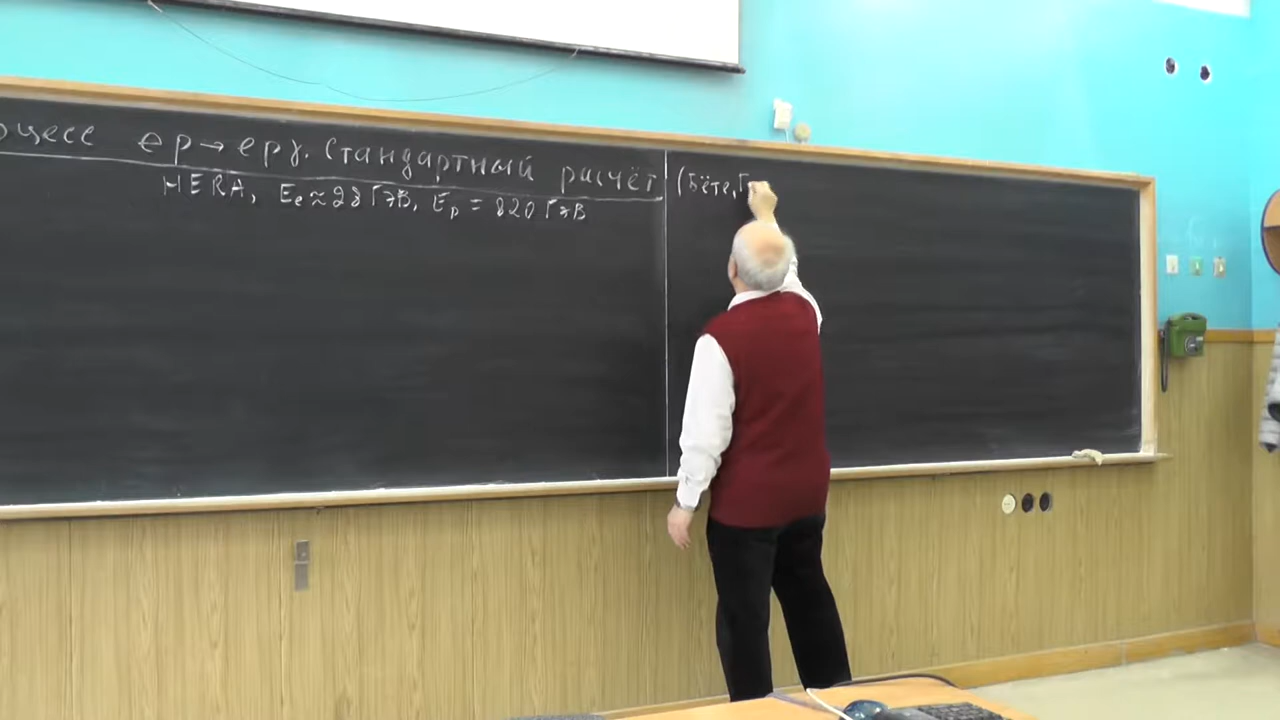 оцесс ep→epγ. Стандартный расчёт (Бёте, Г
HERA, Ee≈28 ГэВ, Ep = 820 ГэВ